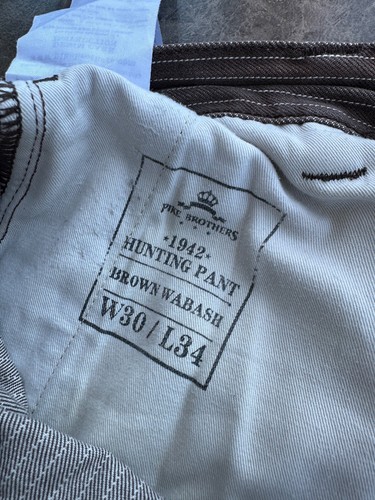 PIKE BROTHERS
·1942·
HUNTING PANT
BROWN WABASH
W30/L34